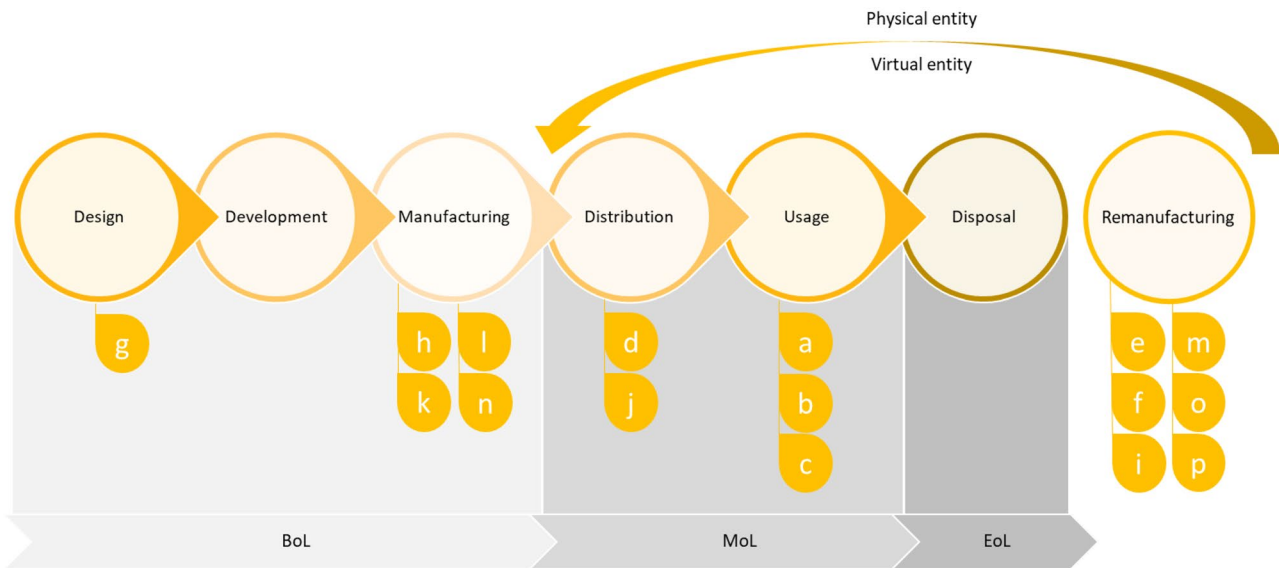 Physical entity
Virtual entity
Design
Development
Manufacturing
Distribution
Usage
Disposal
Remanufacturing
g
h l
k n
d
j
a
b
c
e m
f o
i p
BoL
MoL
EoL